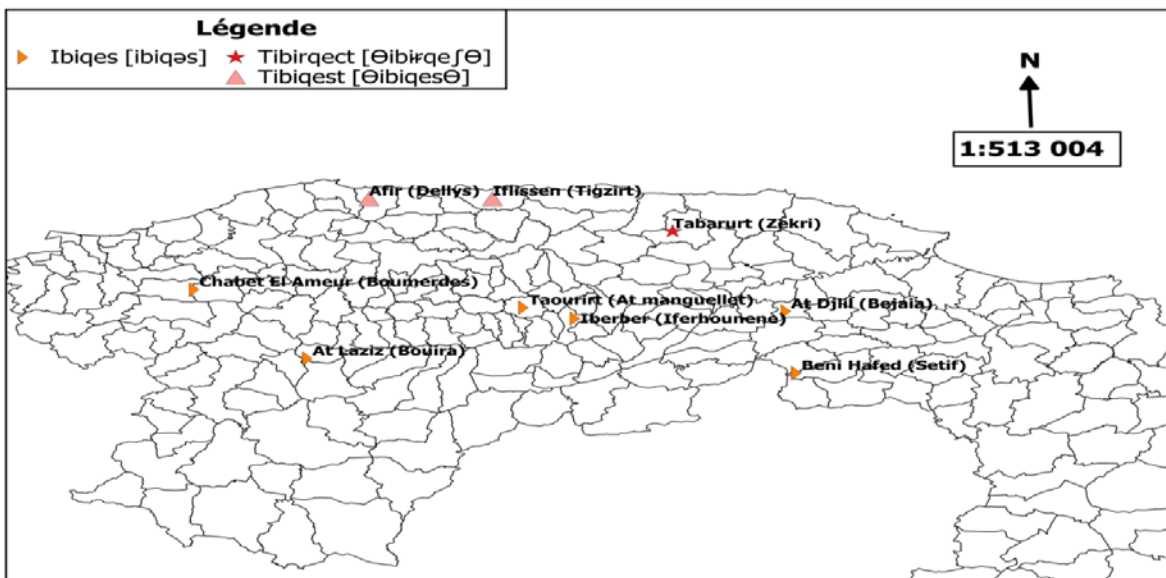 Légende
Ibiqes [ibiqəs]
Tibirqect [ϴibiɍqeʃϴ]
Tibiqest [ϴibiqesϴ]
N
1:513 004
Afir (Dellys)
Iflissen (Tigzirt)
Tabarurt (Zekri)
Chabet El Ameur (Boumerdes)
Taourirt (At manguellet)
At Djlil (Bejaia)
Iberber (Iferhounene)
At Laziz (Bouira)
Beni Hafed (Setif)